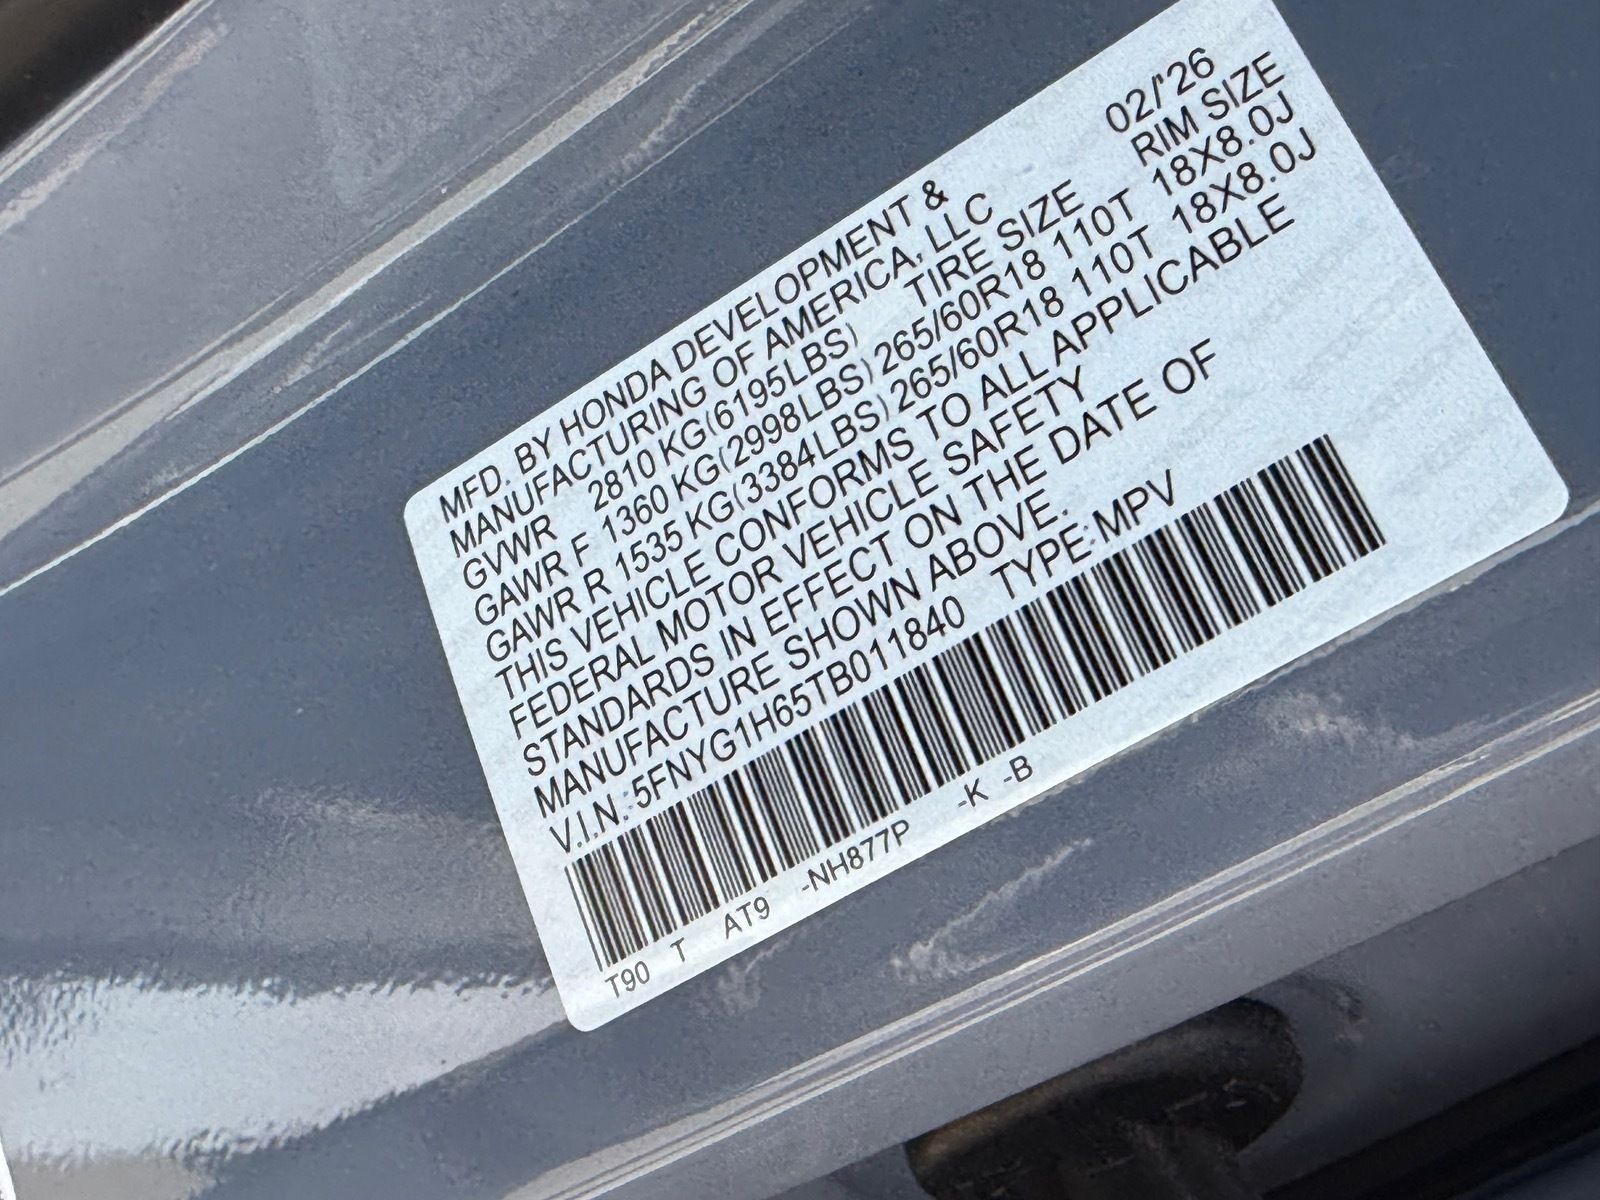 MFD. BY HONDA DEVELOPMENT & 02/'26
MANUFACTURING OF AMERICA, LLC
GVWR 2810 KG(6195LBS) TIRE SIZE RIM SIZE
GAWR F 1360 KG(2998LBS) 265/60R18 110T 18X8.0J
GAWR R 1535 KG(3384LBS) 265/60R18 110T 18X8.0J
THIS VEHICLE CONFORMS TO ALL APPLICABLE
FEDERAL MOTOR VEHICLE SAFETY
STANDARDS IN EFFECT ON THE DATE OF
MANUFACTURE SHOWN ABOVE.
V.I.N.:5FNYG1H65TB011840 TYPE:MPV
T90 T AT9 -NH877P -K -B